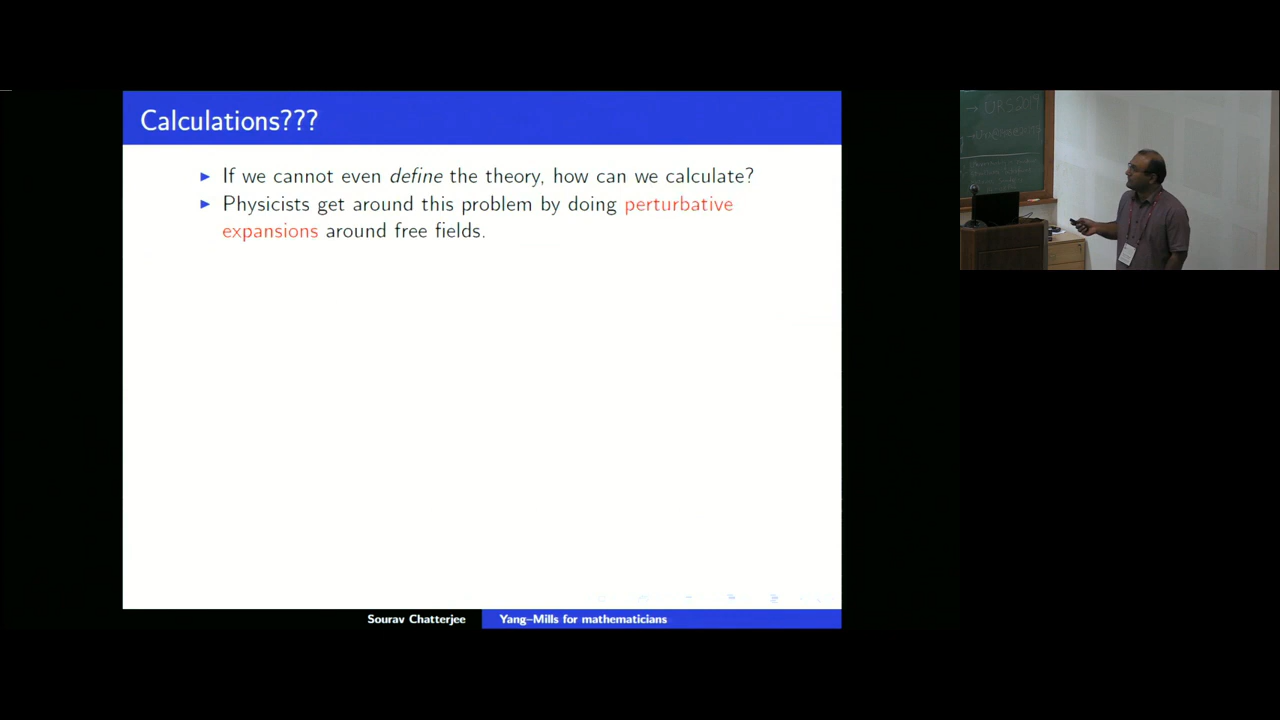 Calculations???
► If we cannot even define the theory, how can we calculate?
► Physicists get around this problem by doing perturbative
expansions around free fields.
Sourav Chatterjee
Yang–Mills for mathematicians